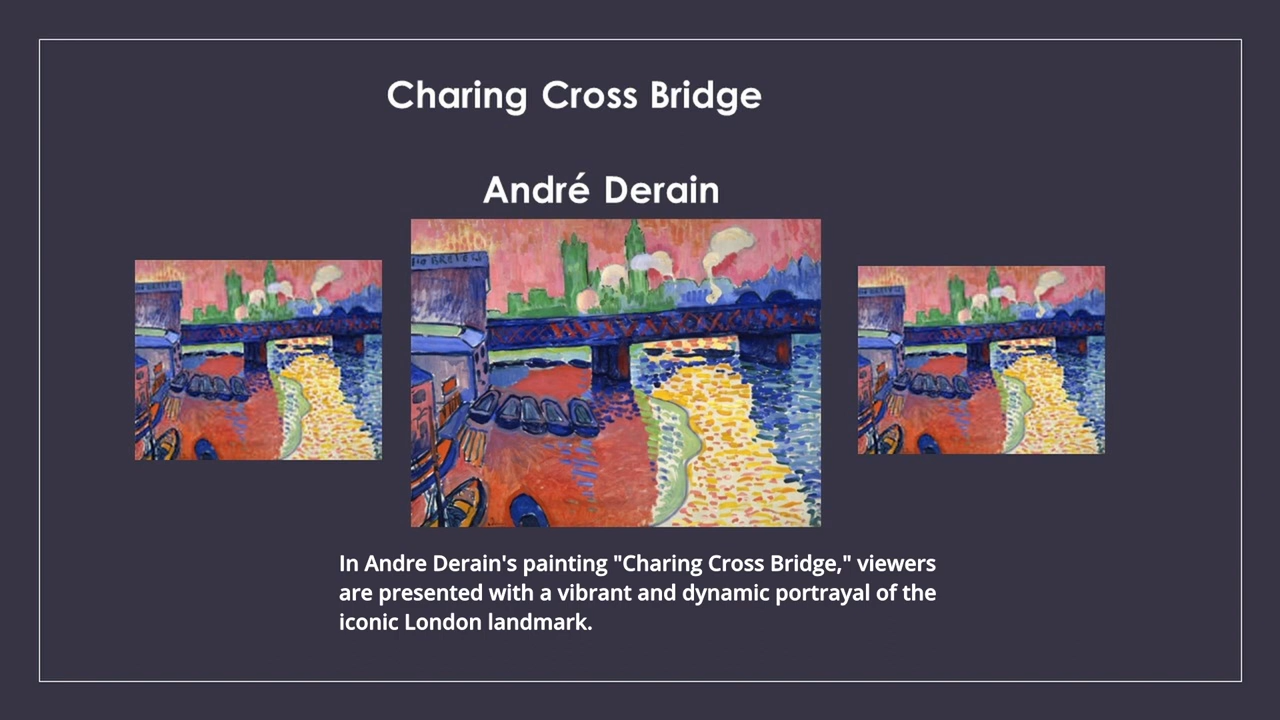 Charing Cross Bridge
André Derain
In Andre Derain's painting "Charing Cross Bridge," viewers
are presented with a vibrant and dynamic portrayal of the
iconic London landmark.